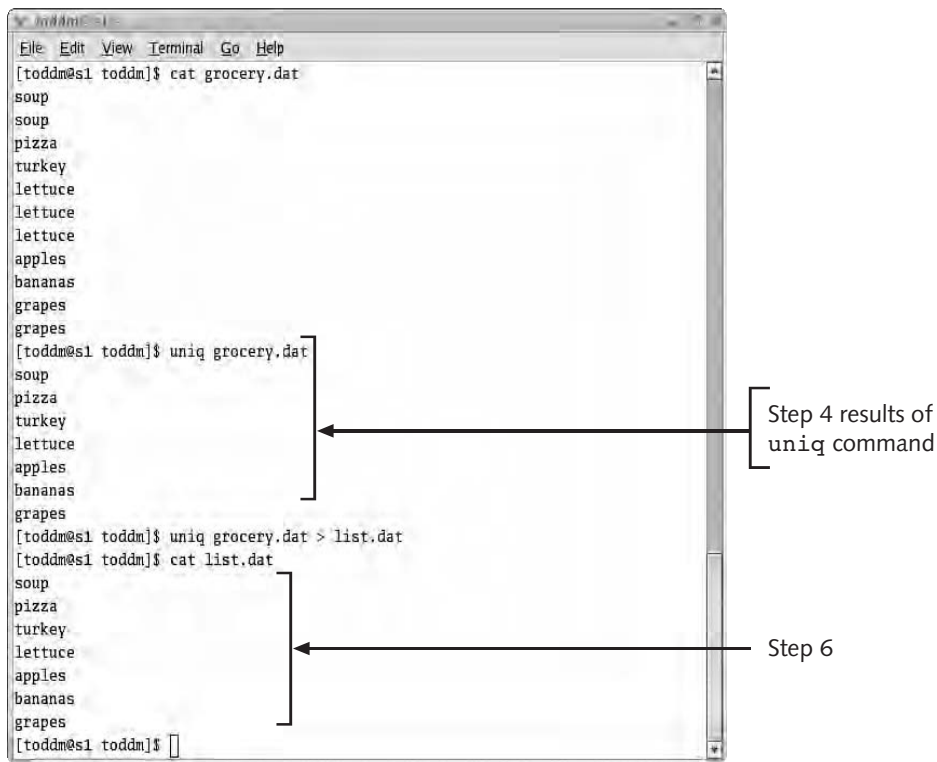 File Edit View Terminal Go Help
[toddm@s1 toddm]$ cat grocery.dat
soup
soup
pizza
turkey
lettuce
lettuce
lettuce
apples
bananas
grapes
grapes
[toddm@s1 toddm]$ uniq grocery.dat
soup
pizza
turkey
lettuce
apples
bananas
grapes
[toddm@s1 toddm]$ uniq grocery.dat > list.dat
[toddm@s1 toddm]$ cat list.dat
soup
pizza
turkey
lettuce
apples
bananas
grapes
[toddm@s1 toddm]$
Step 4 results of
uniq command
Step 6